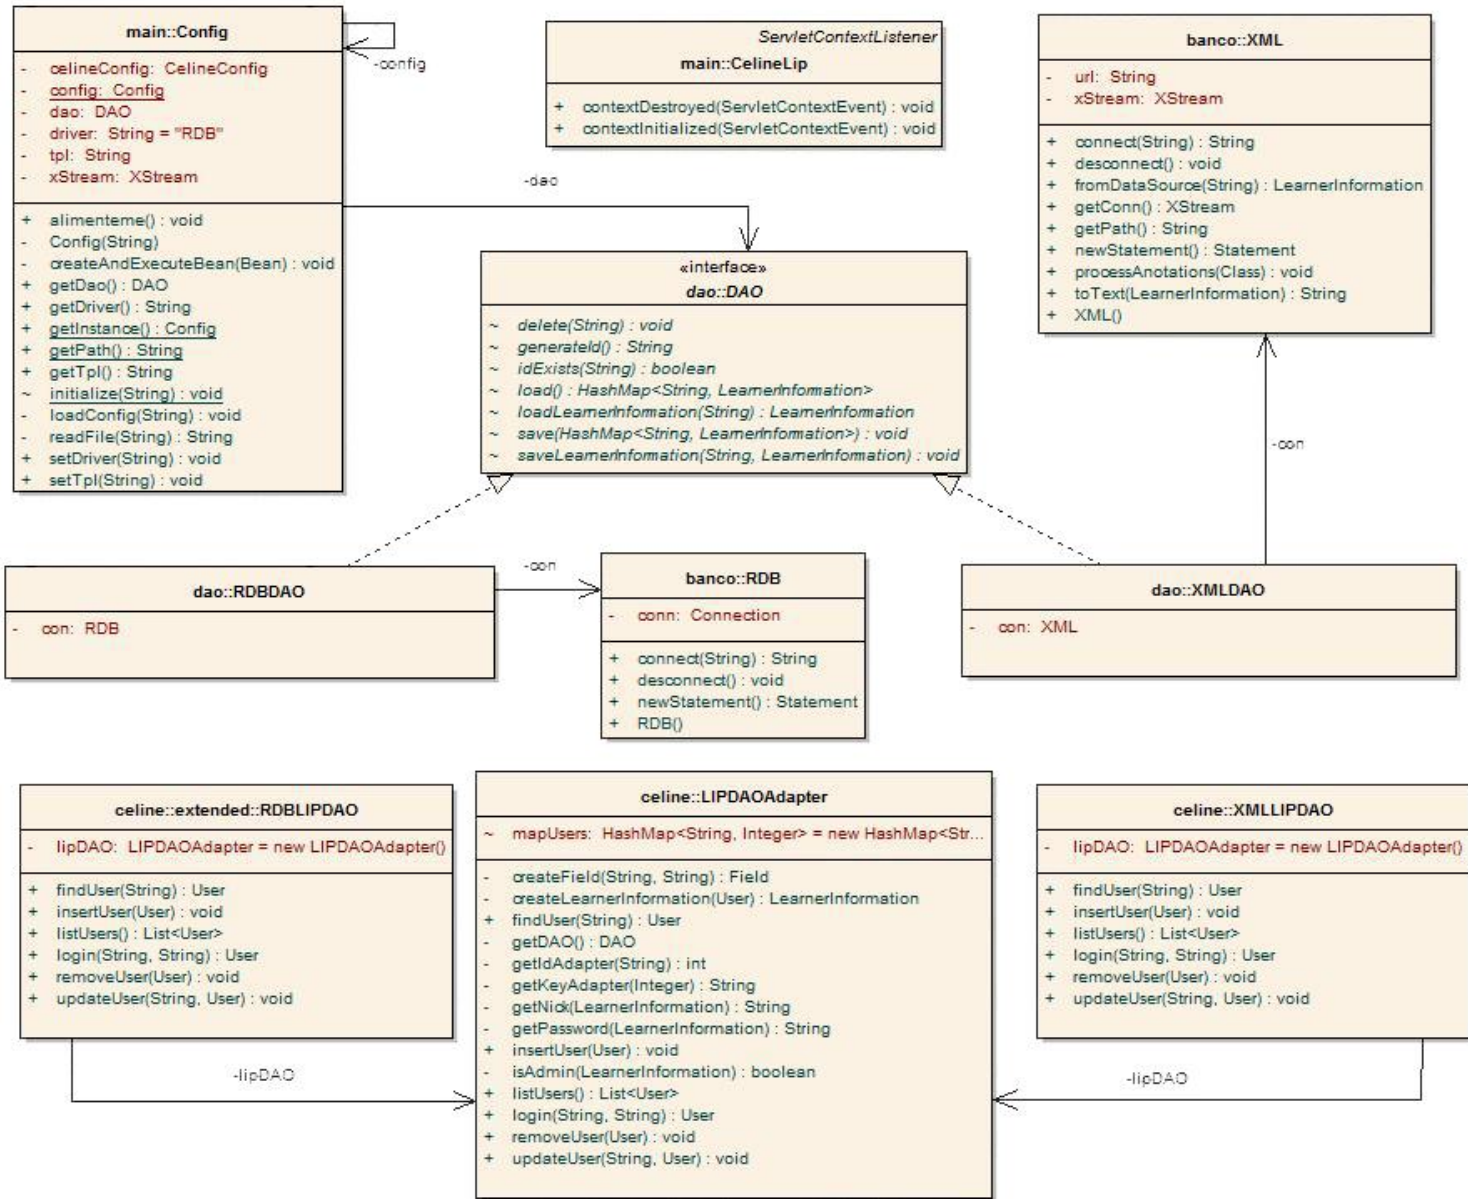 main::Config
- celineConfig: CelineConfig
- config: Config
- dao: DAO
- driver: String = "RDB"
- tpl: String
- xStream: XStream
+ alimenteme() : void
- Config(String)
- createAndExecuteBean(Bean) : void
+ getDao() : DAO
+ getDriver() : String
+ getInstance() : Config
+ getPath() : String
+ getTpl() : String
~ initialize(String) : void
- loadConfig(String) : void
- readFile(String) : String
+ setDriver(String) : void
+ setTpl(String) : void
-config
ServletContextListener
main::CelineLip
+ contextDestroyed(ServletContextEvent) : void
+ contextInitialized(ServletContextEvent) : void
banco::XML
- url: String
- xStream: XStream
+ connect(String) : String
+ desconnect() : void
+ fromDataSource(String) : LearnerInformation
+ getConn() : XStream
+ getPath() : String
+ newStatement() : Statement
+ processAnotations(Class) : void
+ toText(LearnerInformation) : String
+ XML()
-dao
«interface»
dao::DAO
~ delete(String) : void
~ generateId() : String
~ idExists(String) : boolean
~ load() : HashMap<String, LearnerInformation>
~ loadLearnerInformation(String) : LearnerInformation
~ save(HashMap<String, LearnerInformation>) : void
~ saveLearnerInformation(String, LearnerInformation) : void
-con
dao::RDBDAO
- con: RDB
-con
banco::RDB
- conn: Connection
+ connect(String) : String
+ desconnect() : void
+ newStatement() : Statement
+ RDB()
dao::XMLDAO
- con: XML
celine::extended::RDBLIPDAO
- lipDAO: LIPDAOAdapter = new LIPDAOAdapter()
+ findUser(String) : User
+ insertUser(User) : void
+ listUsers() : List<User>
+ login(String, String) : User
+ removeUser(User) : void
+ updateUser(String, User) : void
-lipDAO
celine::LIPDAOAdapter
~ mapUsers: HashMap<String, Integer> = new HashMap<Str...
- createField(String, String) : Field
- createLearnerInformation(User) : LearnerInformation
+ findUser(String) : User
- getDAO() : DAO
- getIdAdapter(String) : int
- getKeyAdapter(Integer) : String
- getNick(LearnerInformation) : String
- getPassword(LearnerInformation) : String
+ insertUser(User) : void
- isAdmin(LearnerInformation) : boolean
+ listUsers() : List<User>
+ login(String, String) : User
+ removeUser(User) : void
+ updateUser(String, User) : void
celine::XMLLIPDAO
- lipDAO: LIPDAOAdapter = new LIPDAOAdapter()
+ findUser(String) : User
+ insertUser(User) : void
+ listUsers() : List<User>
+ login(String, String) : User
+ removeUser(User) : void
+ updateUser(String, User) : void
-lipDAO